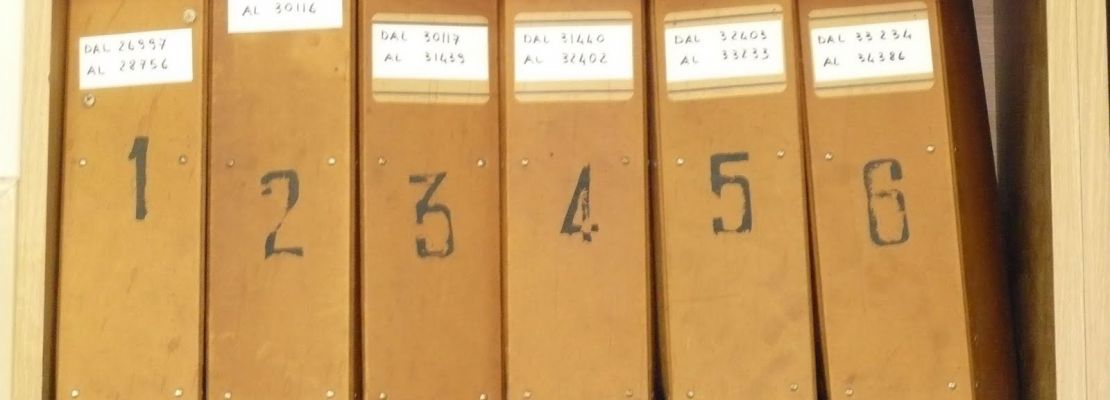 DAL 26997
AL 28756
AL 30116
DAL 30117
AL 31439
DAL 31440
AL 32402
DAL 32403
AL 33233
DAL 33234
AL 34386
1
2
3
4
5
6